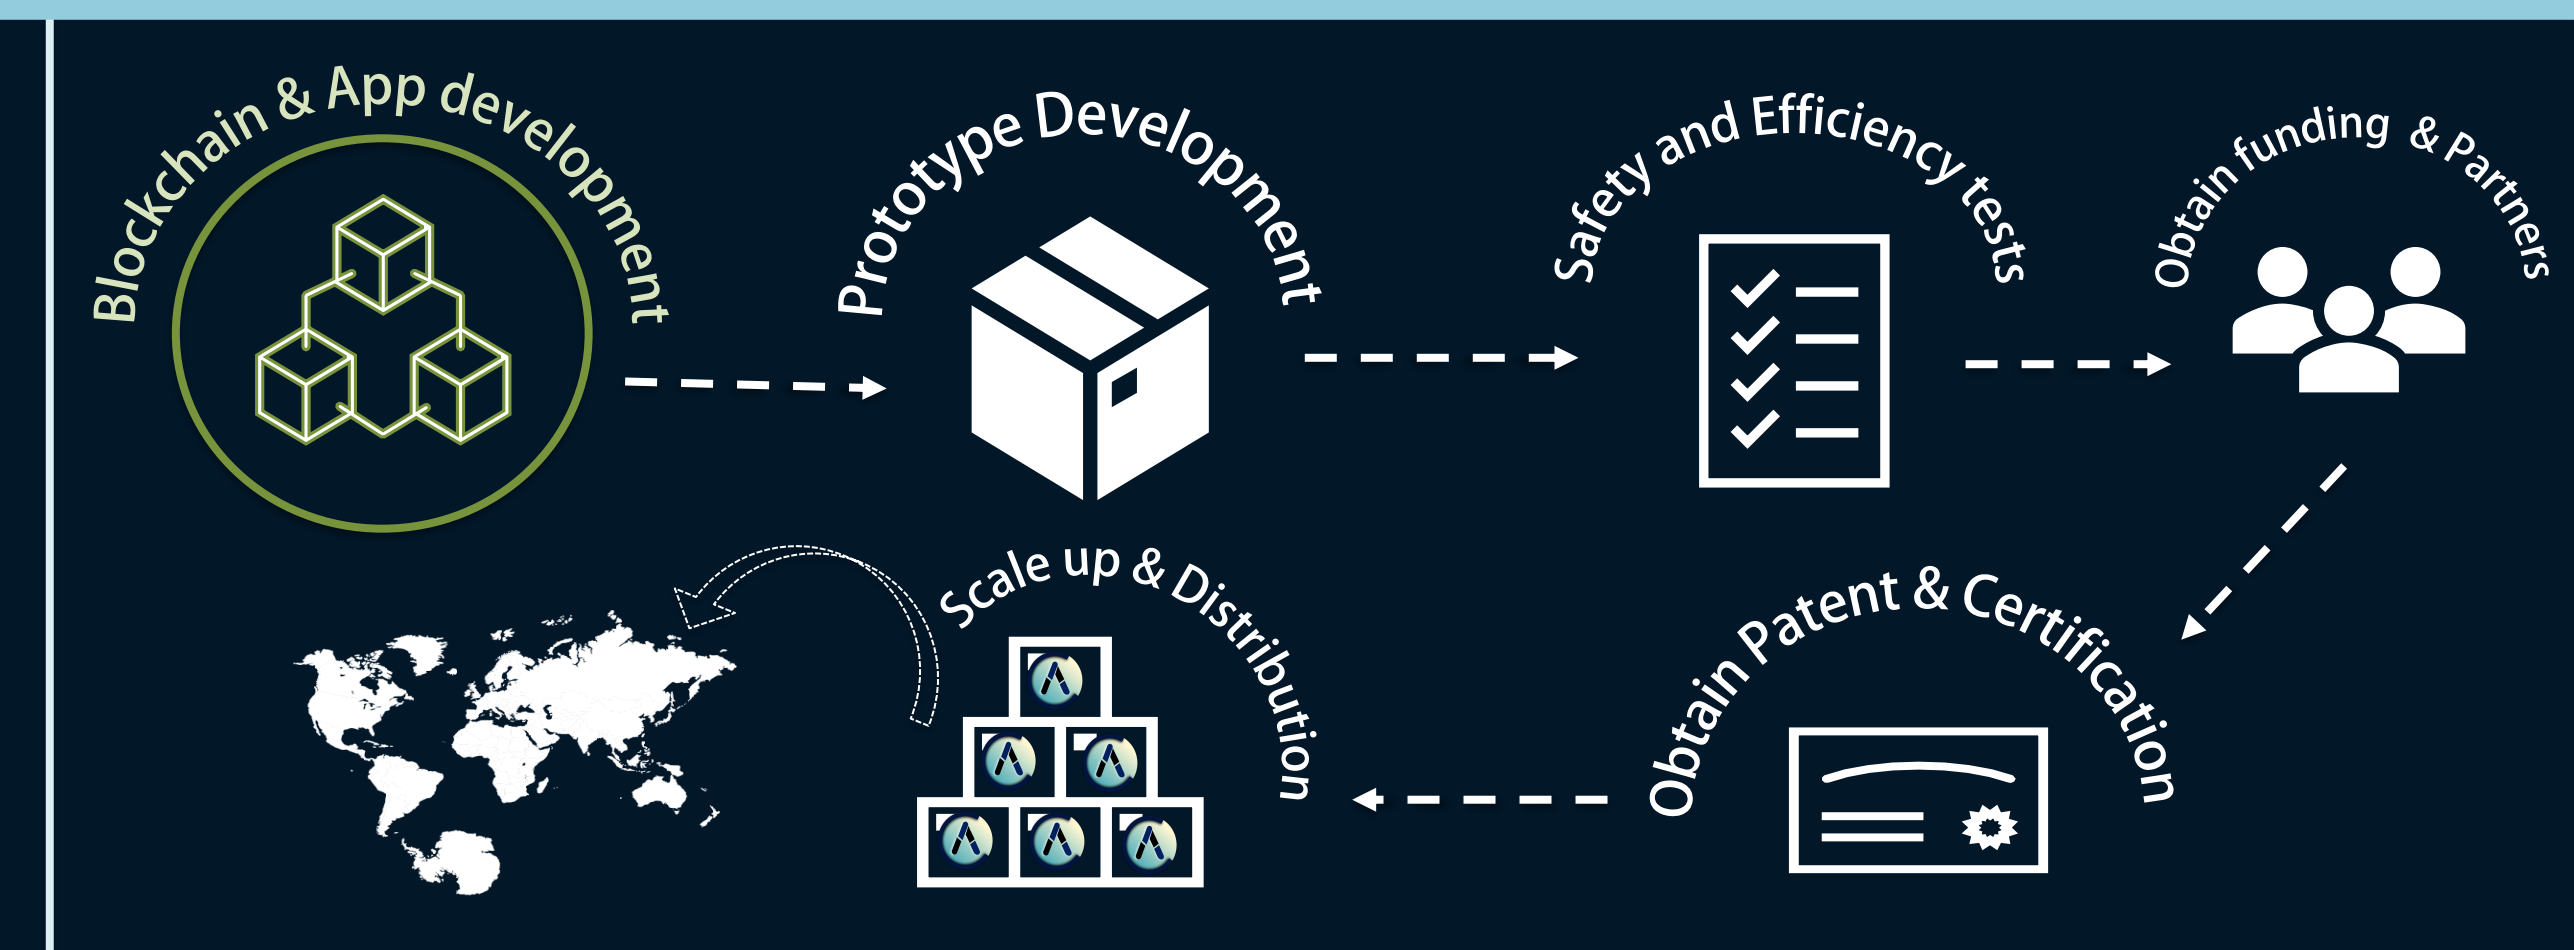 Blockchain & App development
Prototype Development
Safety and Efficiency tests
Obtain funding & Partners
Obtain Patent & Certification
Scale up & Distribution